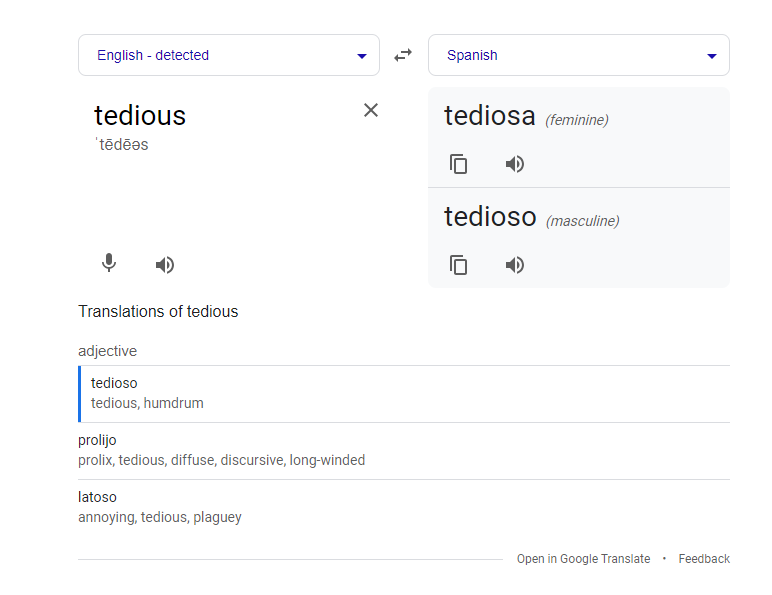 English - detected
Spanish
tedious
ˈtēdēəs
tediosa (feminine)
tedioso (masculine)
Translations of tedious
adjective
tedioso
tedious, humdrum
prolijo
prolix, tedious, diffuse, discursive, long-winded
latoso
annoying, tedious, plaguey
Open in Google Translate • Feedback